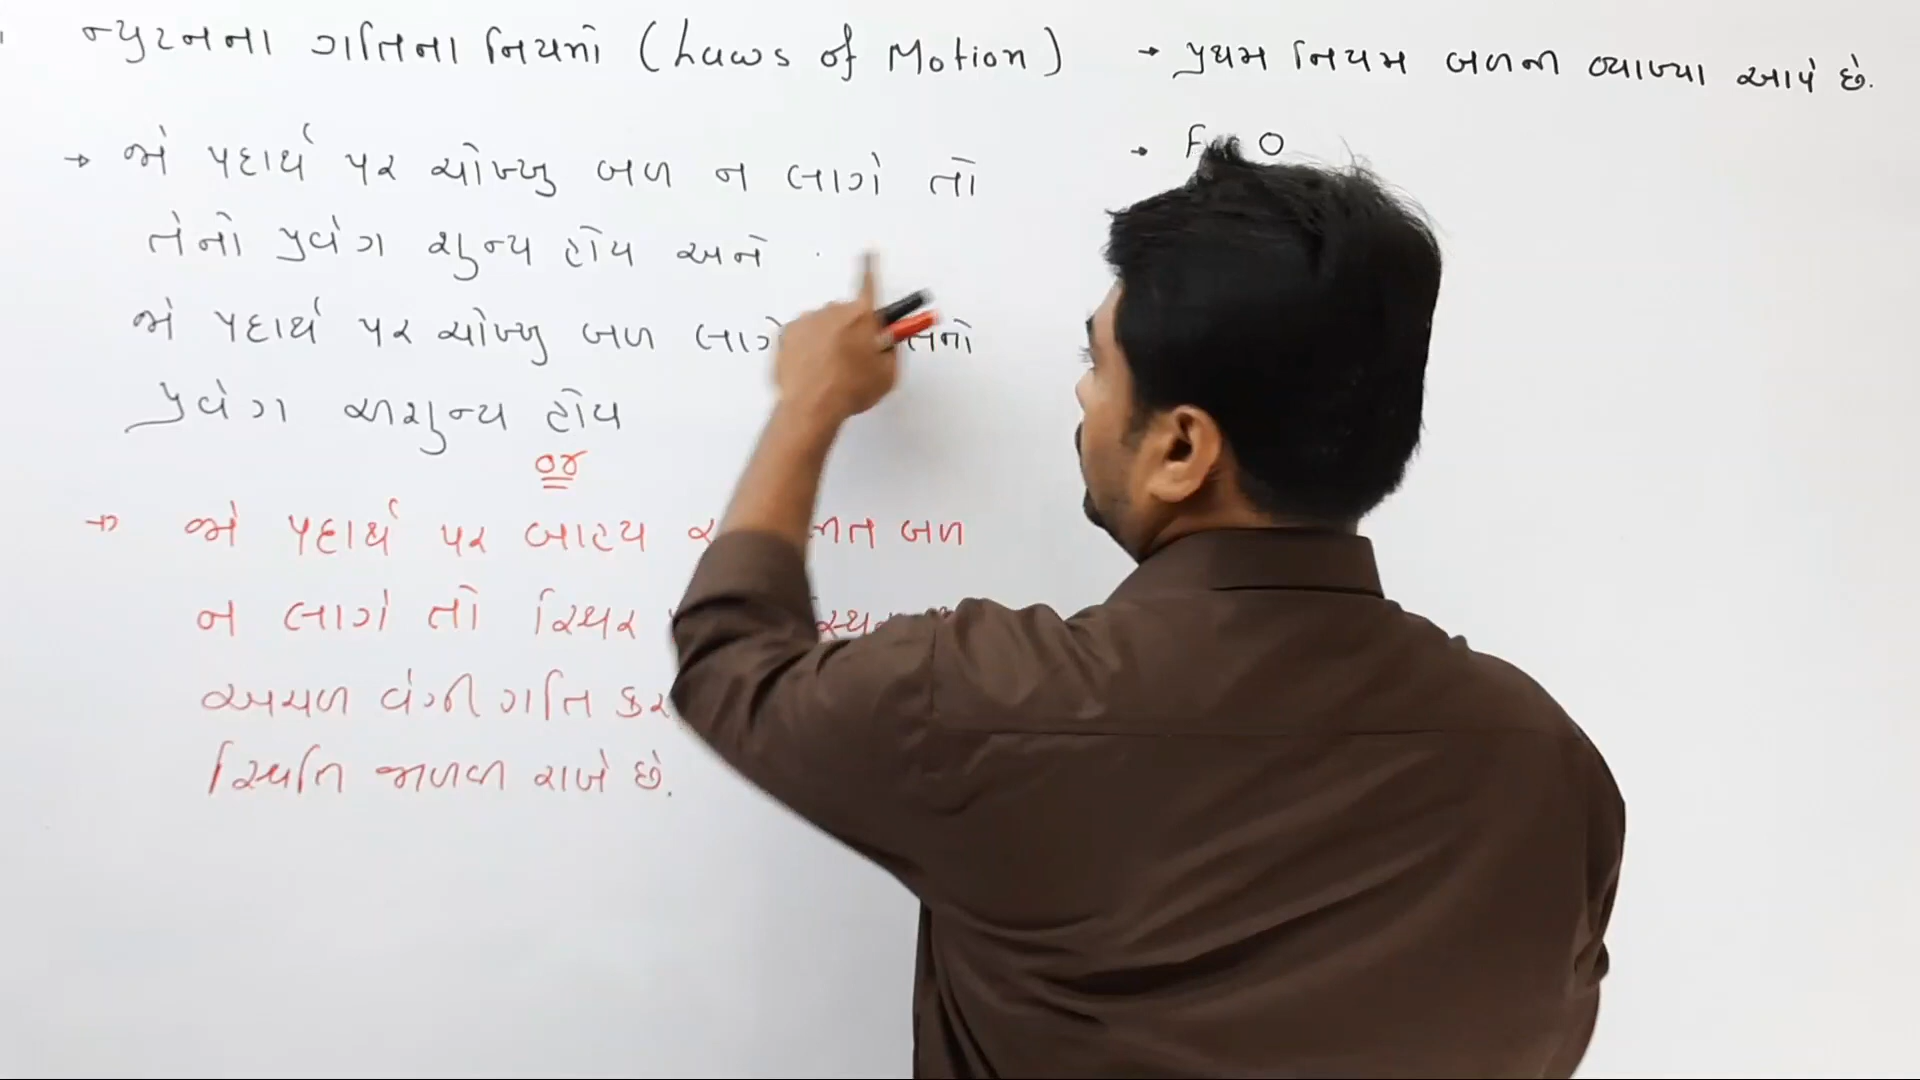 ન્યુટનના ગતિના નિયમો (Laws of Motion)
→ જો પદાર્થ પર ચોખ્ખુ બળ ન લાગે તો
તેનો પ્રવેગ શુન્ય હોય અને
જો પદાર્થ પર ચોખ્ખુ બળ લાગે તેનો
પ્રવેગ અશુન્ય હોય
or
→ જો પદાર્થ પર બાહ્ય બળ
ન લાગે તો સ્થિર
અચળ વેગી ગતિ
સ્થિતિ જાળવી રાખે છે.
→ પ્રથમ નિયમ બળની વ્યાખ્યા આપે છે.
→ F 0